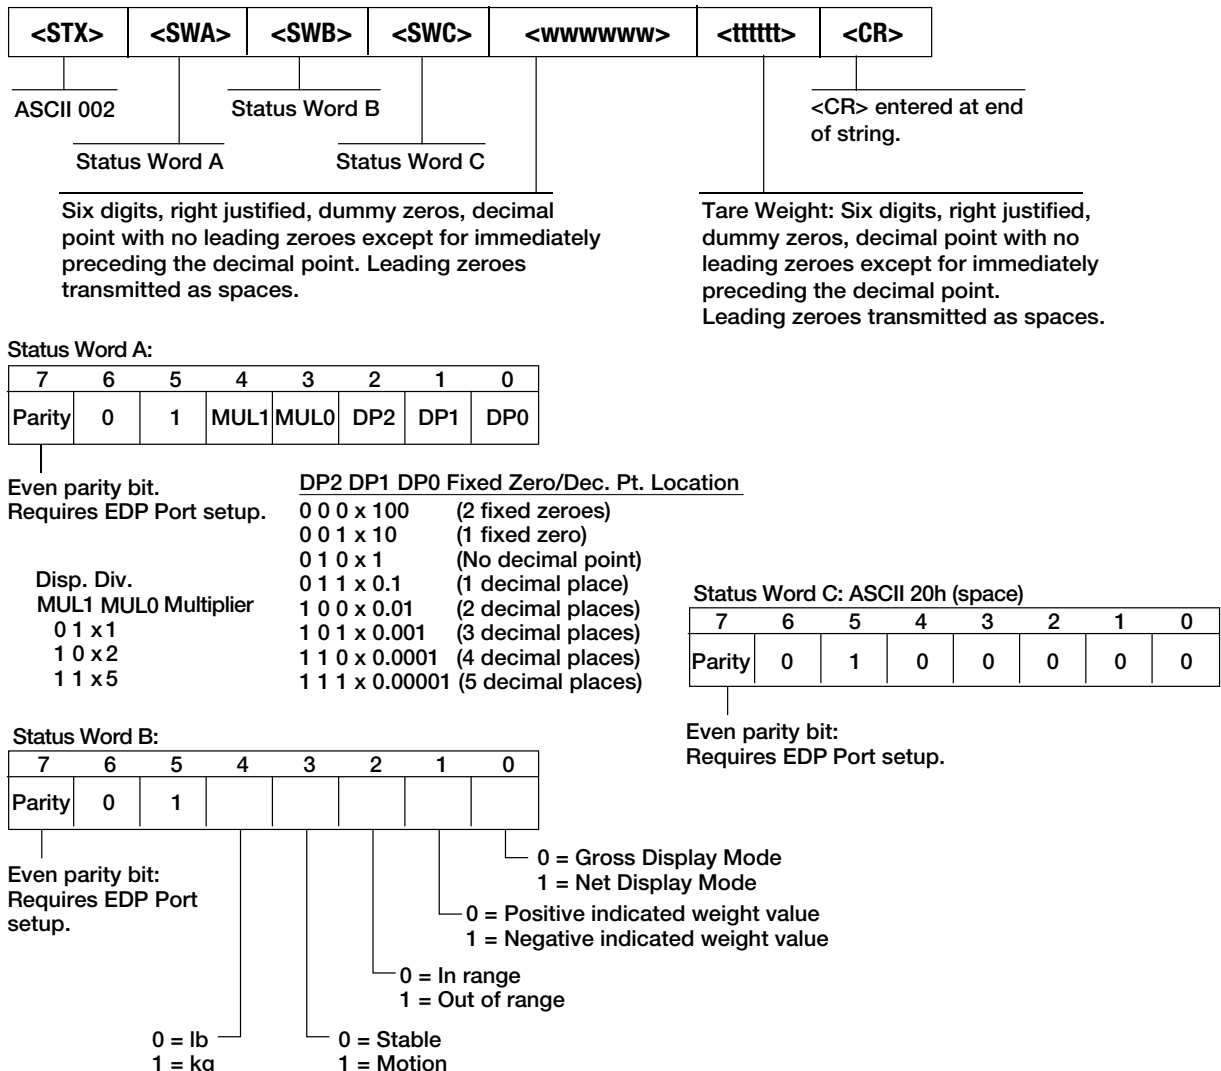 <STX> <SWA> <SWB> <SWC> <wwwwww> <tttttt> <CR>
ASCII 002
Status Word A
Status Word B
Status Word C
<CR> entered at end
of string.
Six digits, right justified, dummy zeros, decimal
point with no leading zeroes except for immediately
preceding the decimal point. Leading zeroes
transmitted as spaces.
Tare Weight: Six digits, right justified,
dummy zeros, decimal point with no
leading zeroes except for immediately
preceding the decimal point.
Leading zeroes transmitted as spaces.
Status Word A:
7 6 5 4 3 2 1 0
Parity 0 1 MUL1 MUL0 DP2 DP1 DP0
Even parity bit.
Requires EDP Port setup.
Disp. Div.
MUL1 MUL0 Multiplier
0 1 x 1
1 0 x 2
1 1 x 5
DP2 DP1 DP0 Fixed Zero/Dec. Pt. Location
0 0 0 x 100 (2 fixed zeroes)
0 0 1 x 10 (1 fixed zero)
0 1 0 x 1 (No decimal point)
0 1 1 x 0.1 (1 decimal place)
1 0 0 x 0.01 (2 decimal places)
1 0 1 x 0.001 (3 decimal places)
1 1 0 x 0.0001 (4 decimal places)
1 1 1 x 0.00001 (5 decimal places)
Status Word C: ASCII 20h (space)
7 6 5 4 3 2 1 0
Parity 0 1 0 0 0 0 0
Even parity bit:
Requires EDP Port setup.
Status Word B:
7 6 5 4 3 2 1 0
Parity 0 1
Even parity bit:
Requires EDP Port
setup.
0 = Gross Display Mode
1 = Net Display Mode
0 = Positive indicated weight value
1 = Negative indicated weight value
0 = In range
1 = Out of range
0 = lb
1 = kg
0 = Stable
1 = Motion